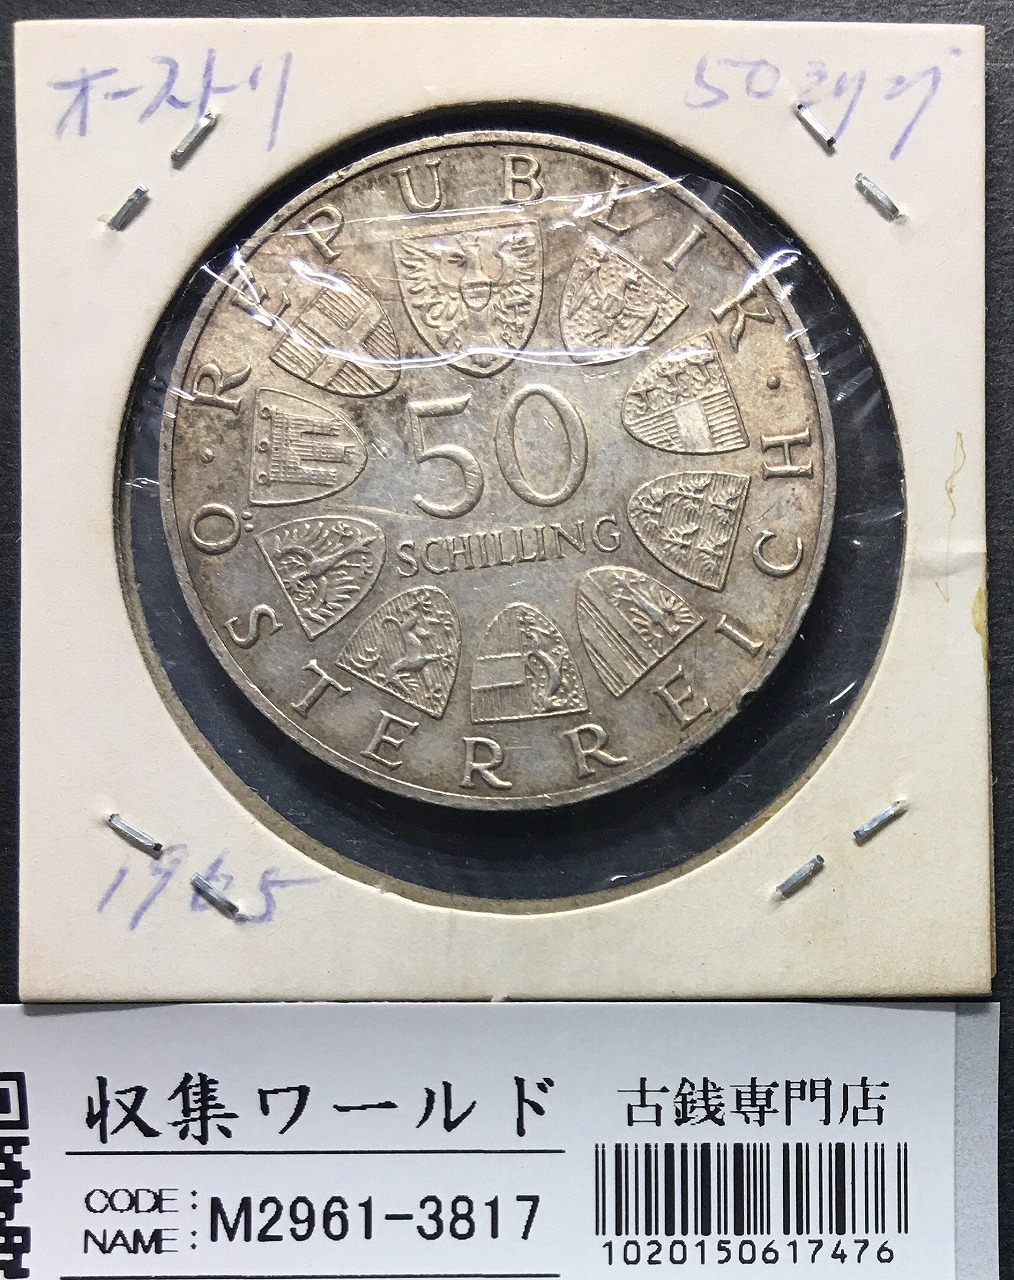 オーストリ
50シリング
REPUBLIK · ÖSTERREICH ·
50
SCHILLING
1965
収集ワールド
古銭専門店
CODE:
NAME: M2961-3817
1020150617476